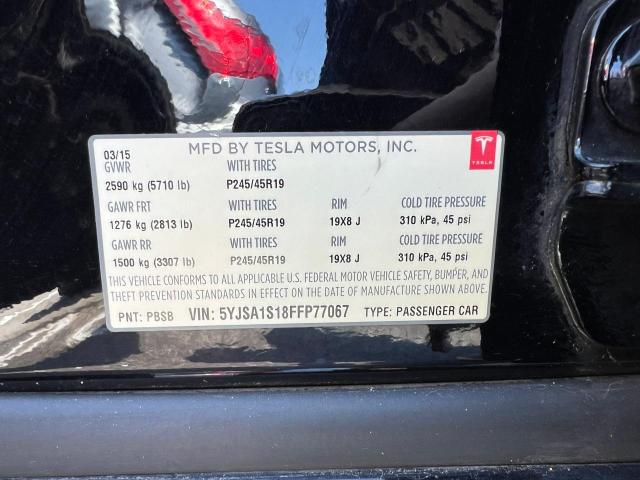 03/15 MFD BY TESLA MOTORS, INC.
GVWR WITH TIRES
2590 kg (5710 lb) P245/45R19
GAWR FRT WITH TIRES RIM COLD TIRE PRESSURE
1276 kg (2813 lb) P245/45R19 19X8 J 310 kPa, 45 psi
GAWR RR WITH TIRES RIM COLD TIRE PRESSURE
1500 kg (3307 lb) P245/45R19 19X8 J 310 kPa, 45 psi
THIS VEHICLE CONFORMS TO ALL APPLICABLE U.S. FEDERAL MOTOR VEHICLE SAFETY, BUMPER, AND
THEFT PREVENTION STANDARDS IN EFFECT ON THE DATE OF MANUFACTURE SHOWN ABOVE.
PNT: PBSB VIN: 5YJSA1S18FFP77067 TYPE: PASSENGER CAR
TESLA